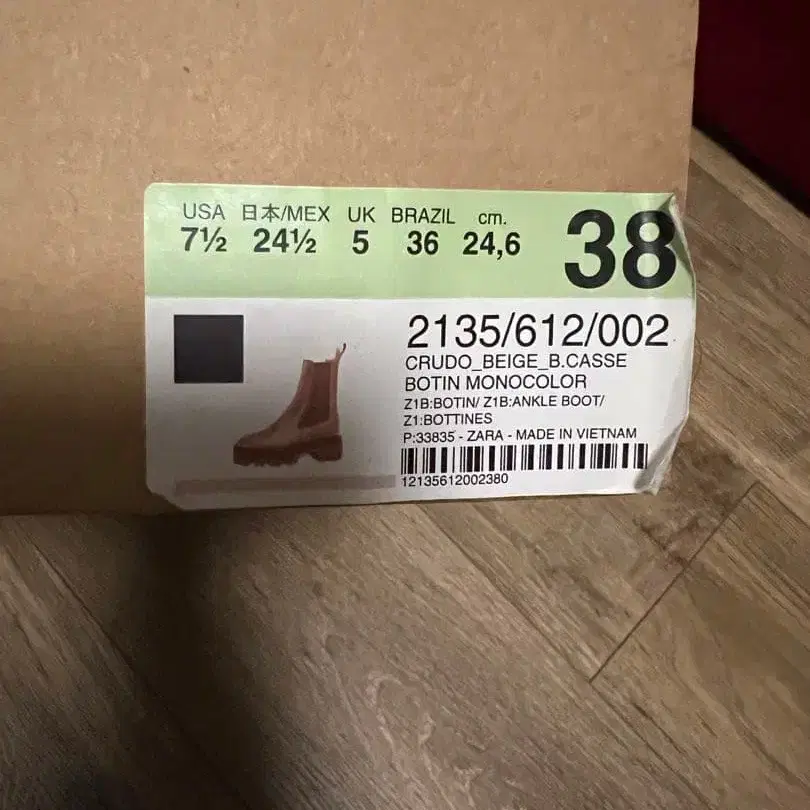 USA 日本/MEX UK BRAZIL cm.
7½ 24½ 5 36 24,6
38
2135/612/002
CRUDO_BEIGE_B.CASSE
BOTIN MONOCOLOR
Z1B:BOTIN/ Z1B:ANKLE BOOT/
Z1:BOTTINES
P:33835 - ZARA - MADE IN VIETNAM
12135612002380